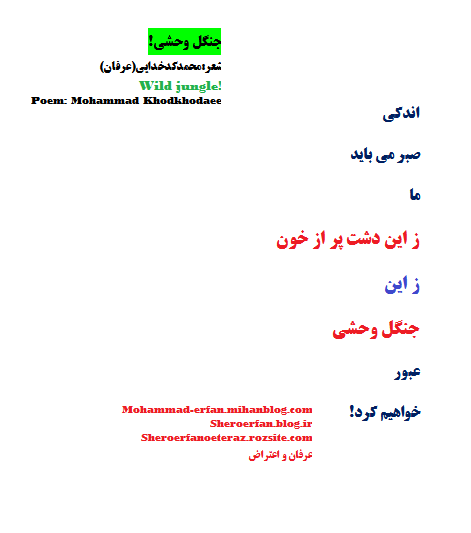 جنگل وحشی!
شعر:محمدکدخدایی(عرفان)
Wild jungle!
Poem: Mohammad Khodkhodaee
اندکی
صبر می باید
ما
ز این دشت پر از خون
ز این
جنگل وحشی
عبور
خواهیم کرد!
Mohammad-erfan.mihanblog.com
Sheroerfan.blog.ir
Sheroerfanoeteraz.rozsite.com
عرفان و اعتراض